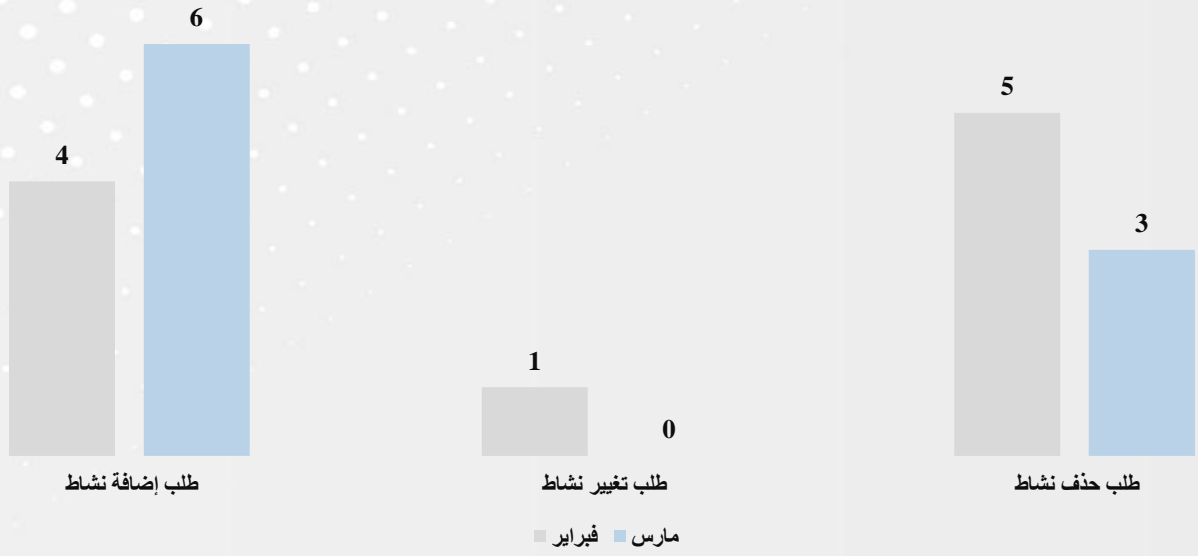 6
5
4
3
1
0
طلب إضافة نشاط
طلب تغيير نشاط
طلب حذف نشاط
فبراير
مارس